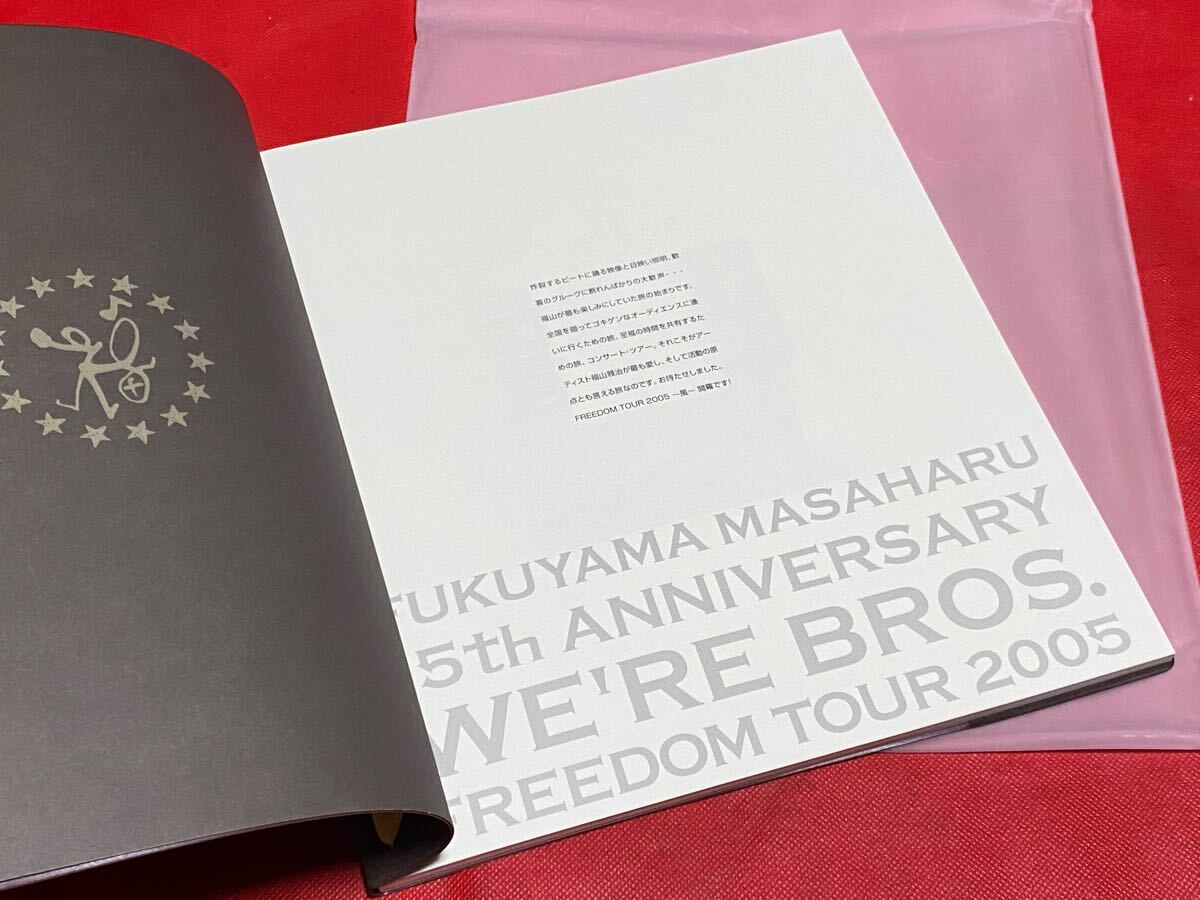 炸裂するビートに踊る映像と目映い照明、歓
喜のグルーヴに割れんばかりの大歓声・・・
福山が最も楽しみにしていた旅の始まりです。
全国を廻ってゴキゲンなオーディエンスに逢
いに行くための旅、至福の時間を共有するた
めの旅、コンサート・ツアー。それこそがアー
ティスト福山雅治が最も愛し、そして活動の原
点とも言える旅なのです。お待たせしました。
FREEDOM TOUR 2005 〜風〜 開幕です!
FUKUYAMA MASAHARU
5th ANNIVERSARY
WE'RE BROS.
FREEDOM TOUR 2005